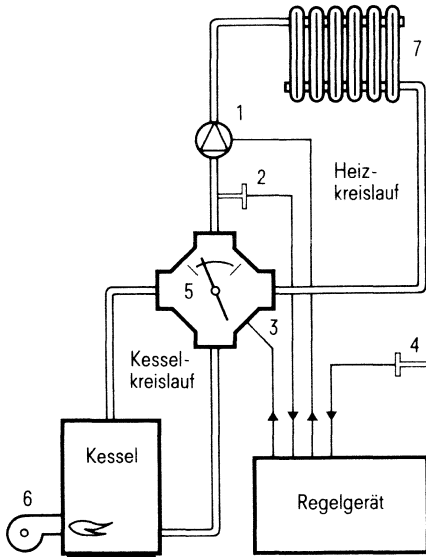 7
1
Heiz-
kreislauf
2
5
3
4
Kessel-
kreislauf
Kessel
6
Regelgerät